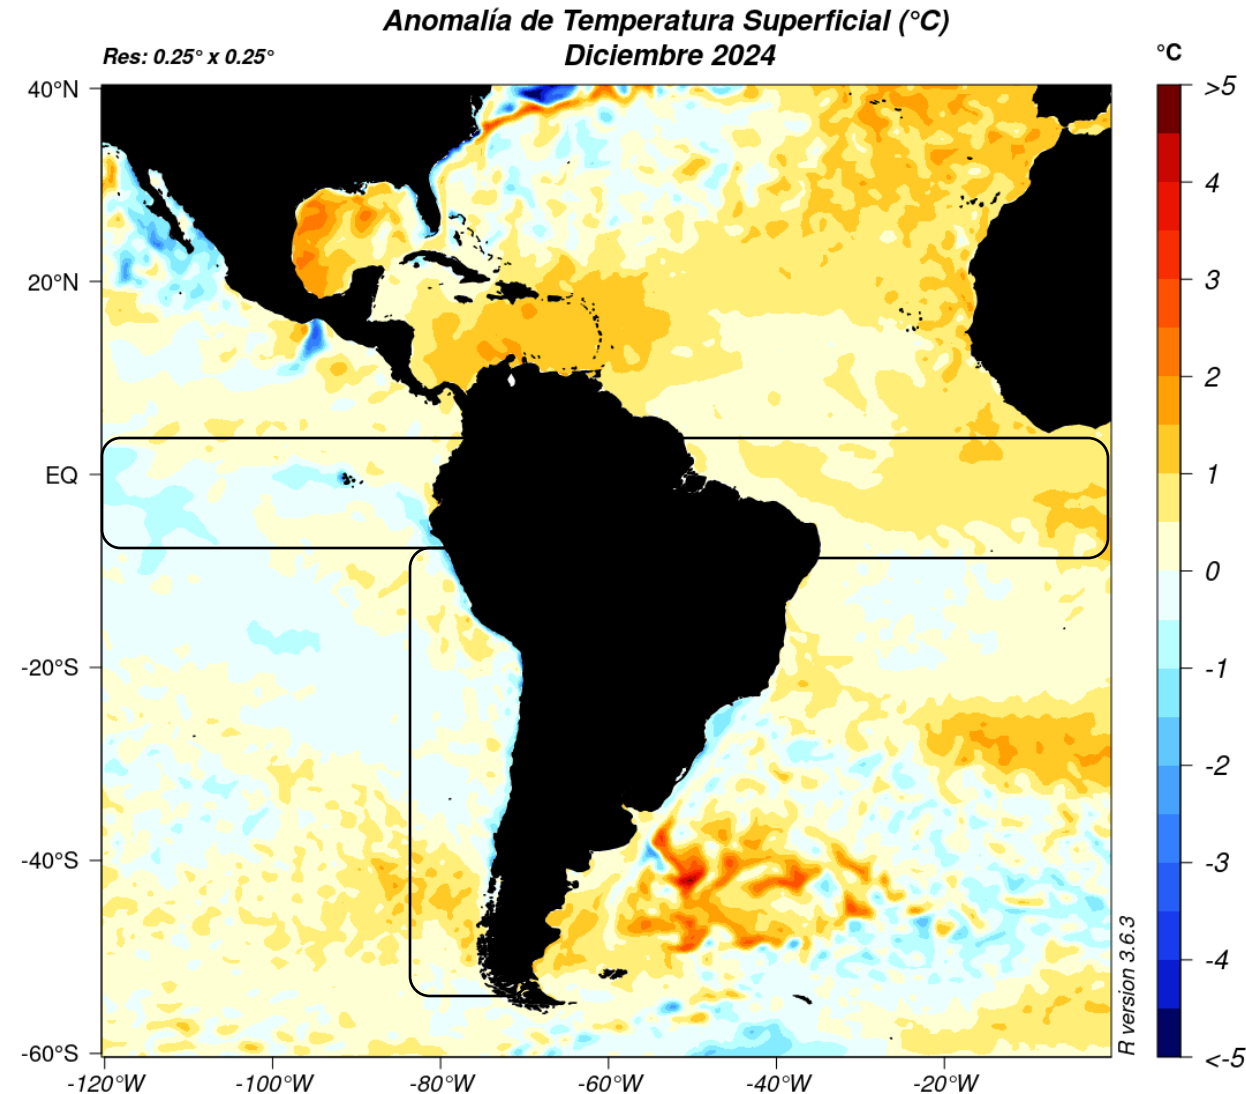 Anomalía de Temperatura Superficial (°C)
Diciembre 2024
Res: 0.25° x 0.25°
°C
40°N
20°N
EQ
-20°S
-40°S
-60°S
-120°W
-100°W
-80°W
-60°W
-40°W
-20°W
>5
4
3
2
1
0
-1
-2
-3
-4
<-5
R version 3.6.3